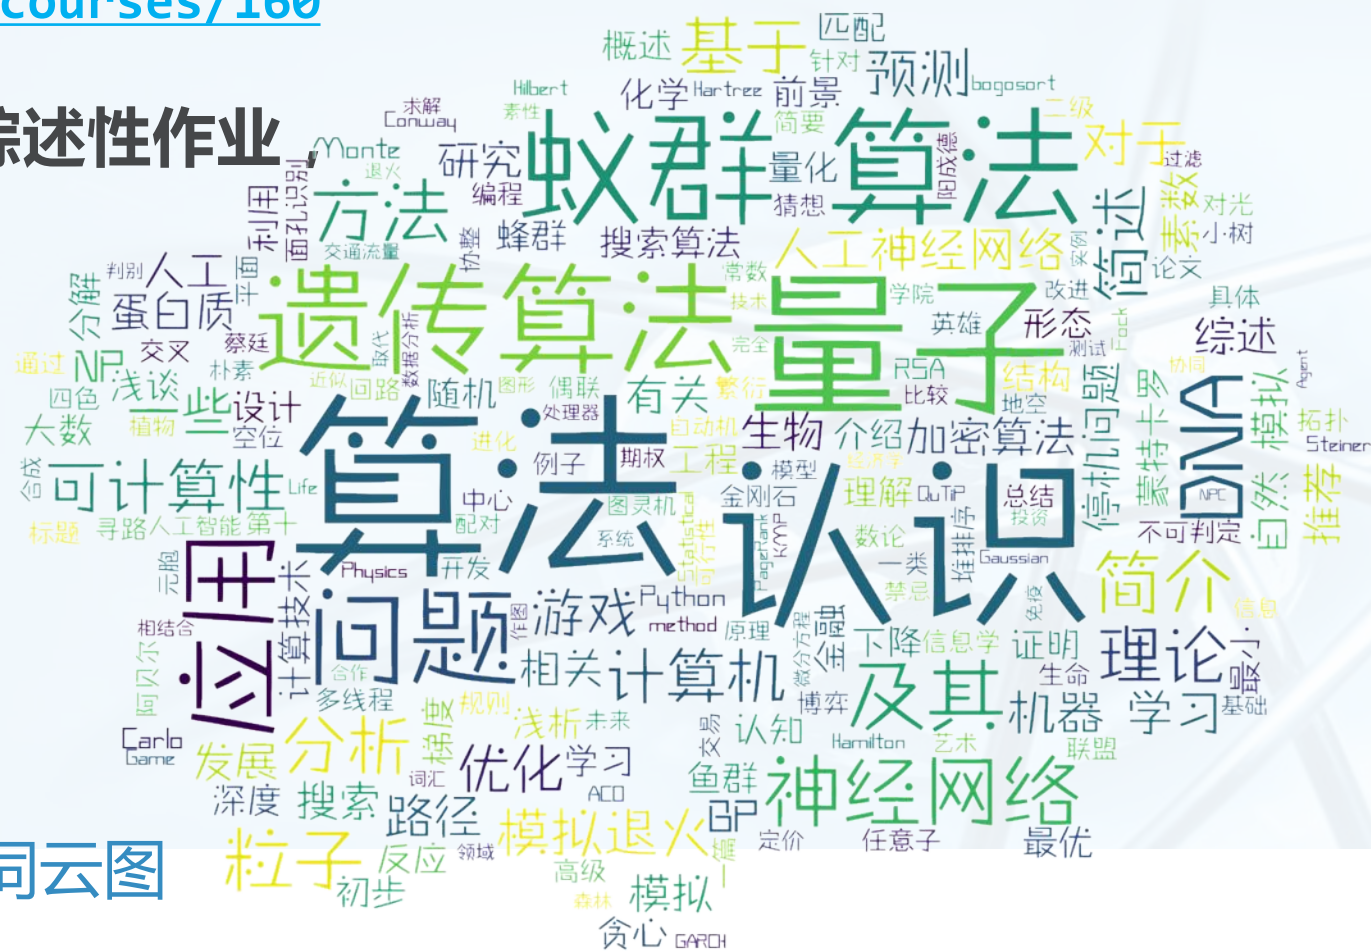 courses/160
综述性作业，
匹配
概述 基于 针对 预测
Hilbert 化学 Hartree 前景 bogosort
求解 素性 简要 二级
Conway Monte 研究 蚁群算法 对于
退火 量化 阳成德 过滤
利用 面孔识别 方法 编程 猜想 简述 素数 对光
交通流量 协整 蜂群 搜索算法 人工神经网络 实例 小树
判别 人工 平面 遗传算法 常数 量子 学院 改进 论文
分解 蛋白质 技术 英雄 形态 Fock 具体
交叉 蔡廷 取代 数据分析 完全 测试 综述
通过 NP 浅谈 朴素 近似 回路 图形 偶联 有关 繁衍 RSA 结构 协同 Agent
四色 一些 设计 随机 处理器 比较 地空 停机问题 罗 DNA 模拟 拓扑
大数 植物 空位 算法 进化 自动机 生物 介绍 加密算法 蒙特卡 Steiner
合成 可计算性 Life 例子 期权 工程 模型 经济学 认识 NPC 自然 推荐
中心 图灵机 金刚石 理解 QuTiP 总结
标题 寻路 人工智能 第十 配对 系统 Statistical 可行性 PageRank KMP 数论 堆排序 投资 不可判定
元胞 应用 计算技术 Physics 开发 一类 Gaussian 简介
问题 作图 游戏 Python 禁忌 免疫 信息
相结合 method 原理 微分方程 金融 下降 信息学 证明 理论 最小
阿贝尔 合作 相关 计算机 生命
多线程 规则 博弈 及其 机器 学习 基础
Carlo 梯度 浅析 未来 交易 认知
Game 发展 分析 优化 学习 Hamilton 艺术 联盟
词汇 鱼群 神经网络
深度 搜索 路径 ACO GP
粒子 模拟退火 定价 任意子 最优
词云图 反应 领域 一篇
初步 高级 模拟
森林
贪心 GARCH